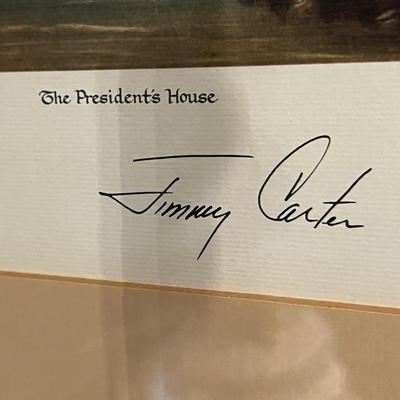 The President's House
Jimmy Carter